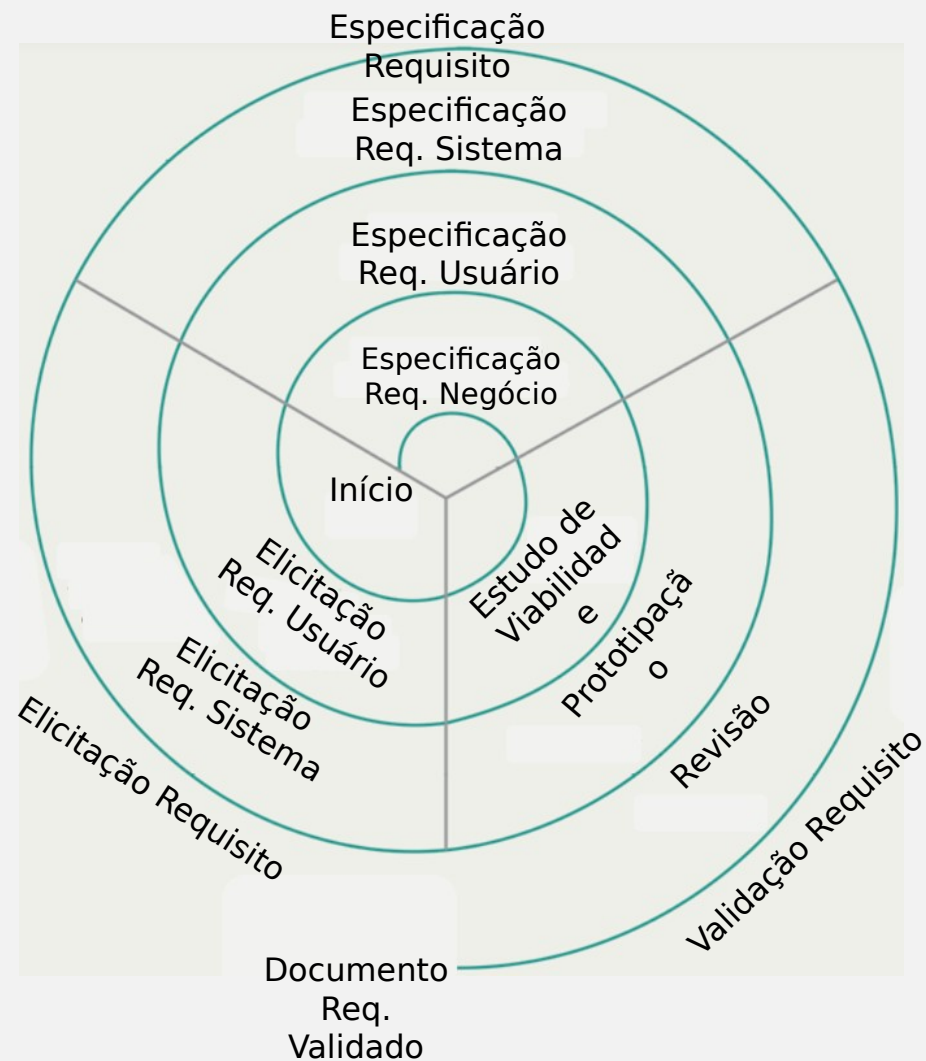 Especificação
Requisito
Especificação
Req. Sistema
Especificação
Req. Usuário
Especificação
Req. Negócio
Início
Estudo de
Viabilidad
e
Elicitação
Req. Usuário
Prototipaçã
o
Elicitação
Req. Sistema
Revisão
Elicitação Requisito
Validação Requisito
Documento
Req.
Validado